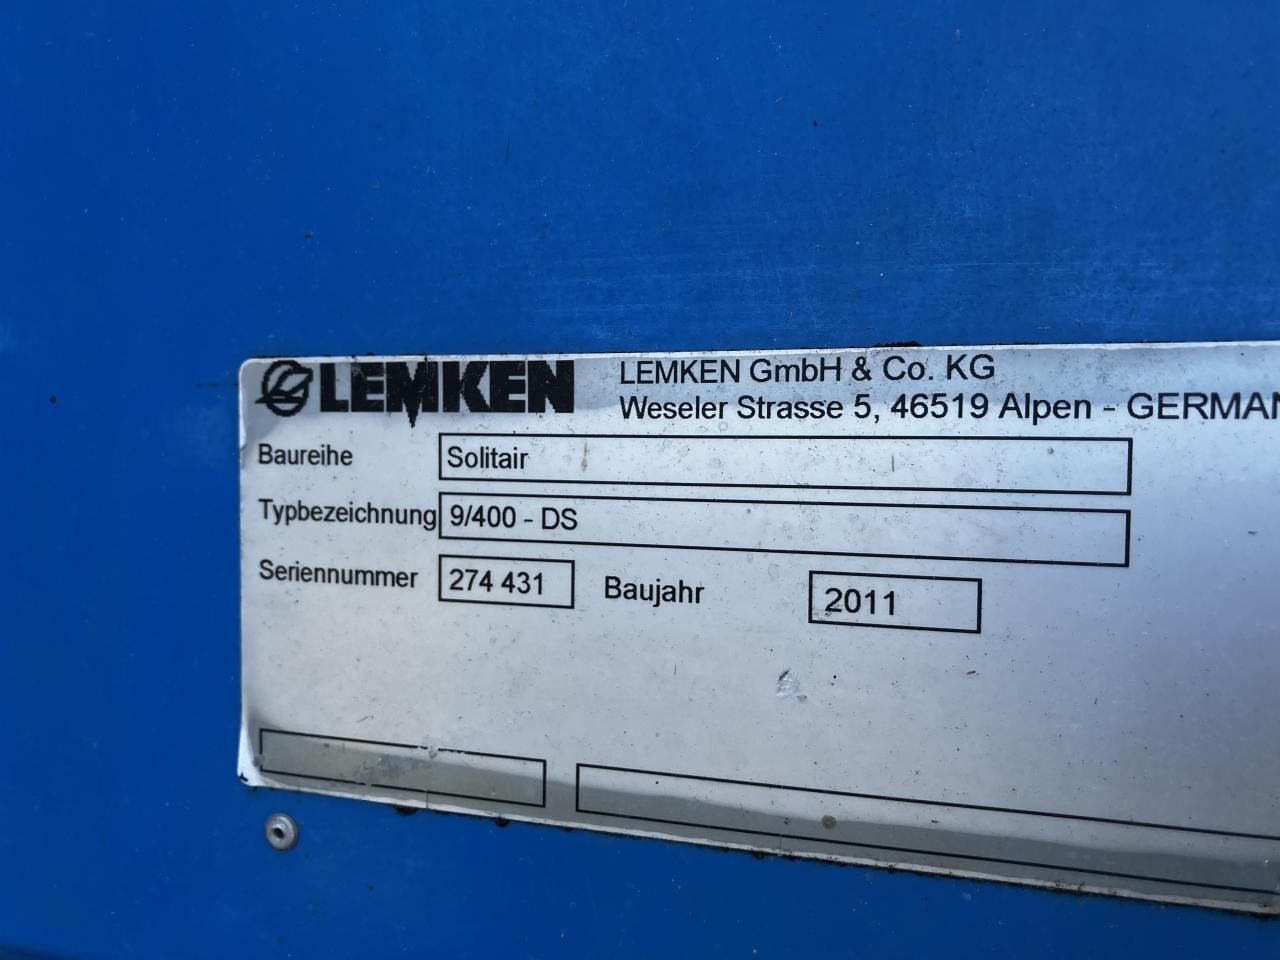 LEMKEN LEMKEN GmbH & Co. KG
Weseler Strasse 5, 46519 Alpen - GERMAN
Baureihe Solitair
Typbezeichnung 9/400 - DS
Seriennummer 274 431 Baujahr 2011